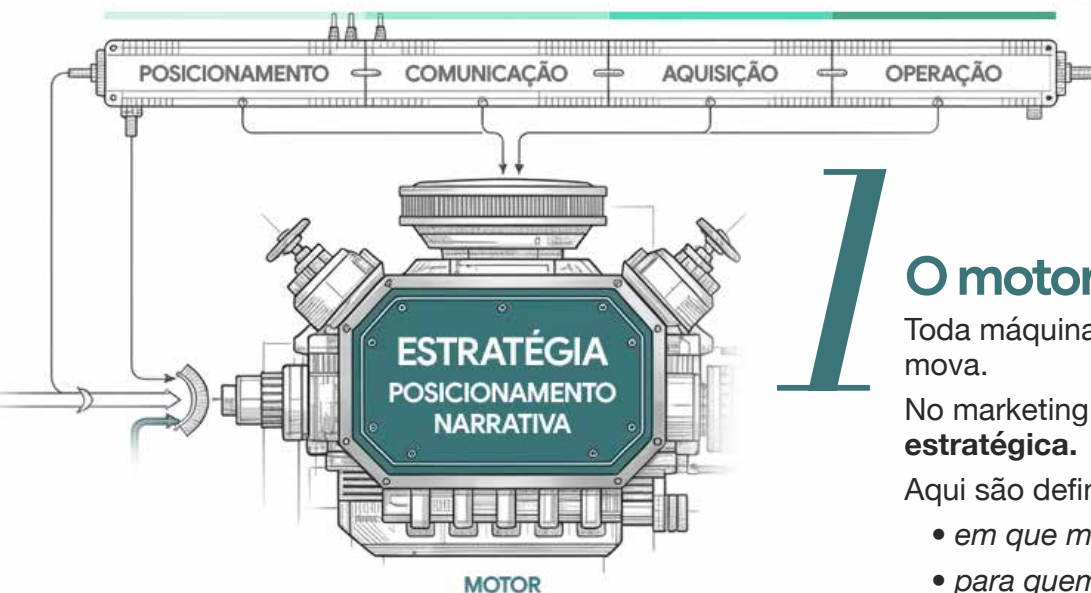 POSICIONAMENTO COMUNICAÇÃO AQUISIÇÃO OPERAÇÃO
ESTRATÉGIA
POSICIONAMENTO
NARRATIVA
MOTOR
1
O motor
Toda máquina
mova.
No marketing
estratégica.
Aqui são defin
• em que m
• para quem